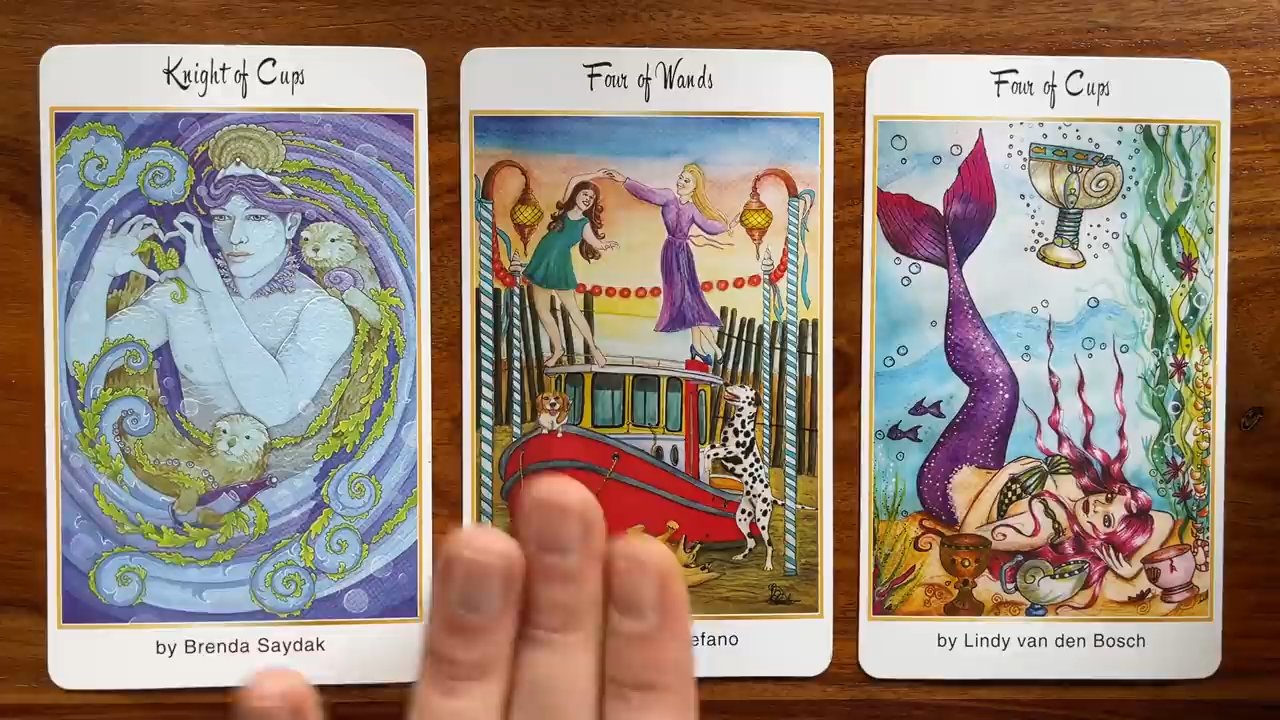 Knight of Cups
Four of Wands
Four of Cups
by Brenda Saydak
efano
by Lindy van den Bosch